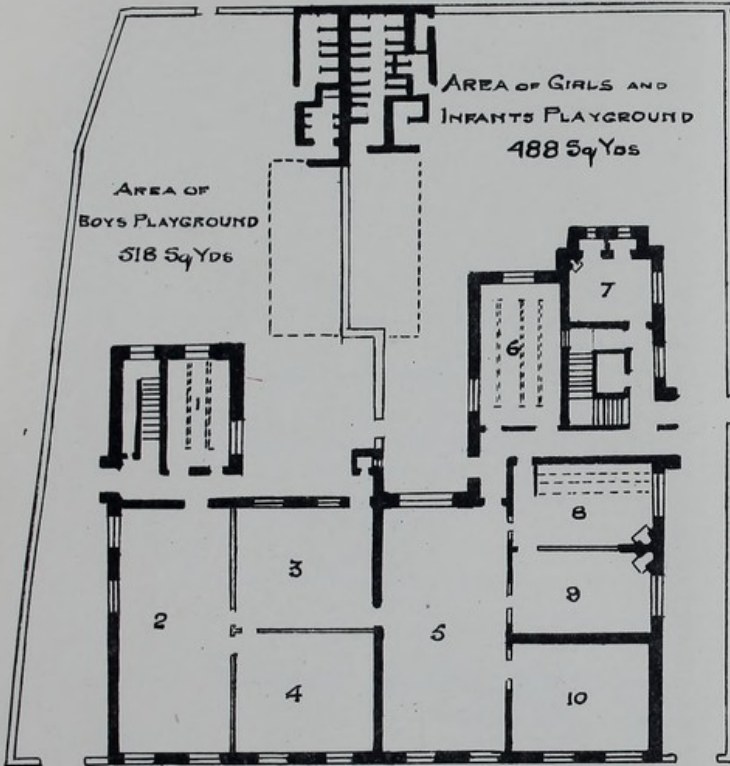 AREA OF GIRLS AND
INFANTS PLAYGROUND
488 Sq YDS
AREA OF
BOYS PLAYGROUND
518 Sq YDS
7
6
1
8
3
9
2
5
4
10